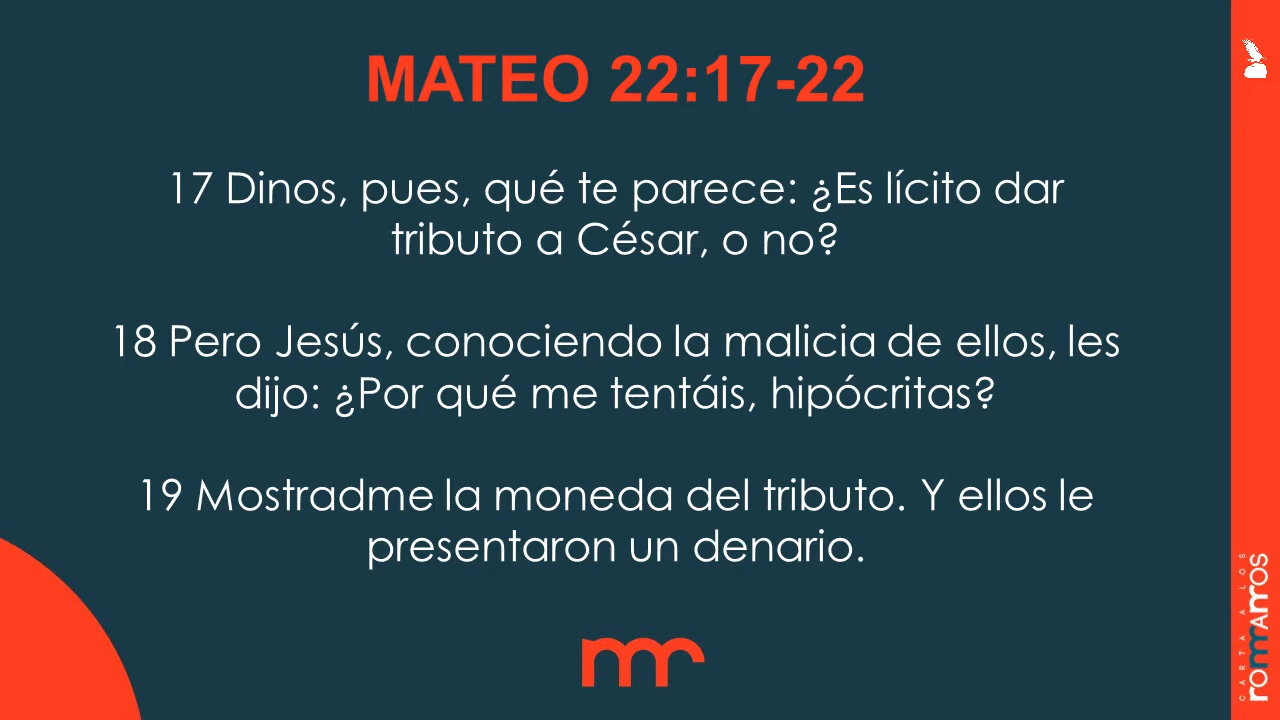 MATEO 22:17-22
17 Dinos, pues, qué te parece: ¿Es lícito dar
tributo a César, o no?
18 Pero Jesús, conociendo la malicia de ellos, les
dijo: ¿Por qué me tentáis, hipócritas?
19 Mostradme la moneda del tributo. Y ellos le
presentaron un denario.
CARTA A LOS
romanos